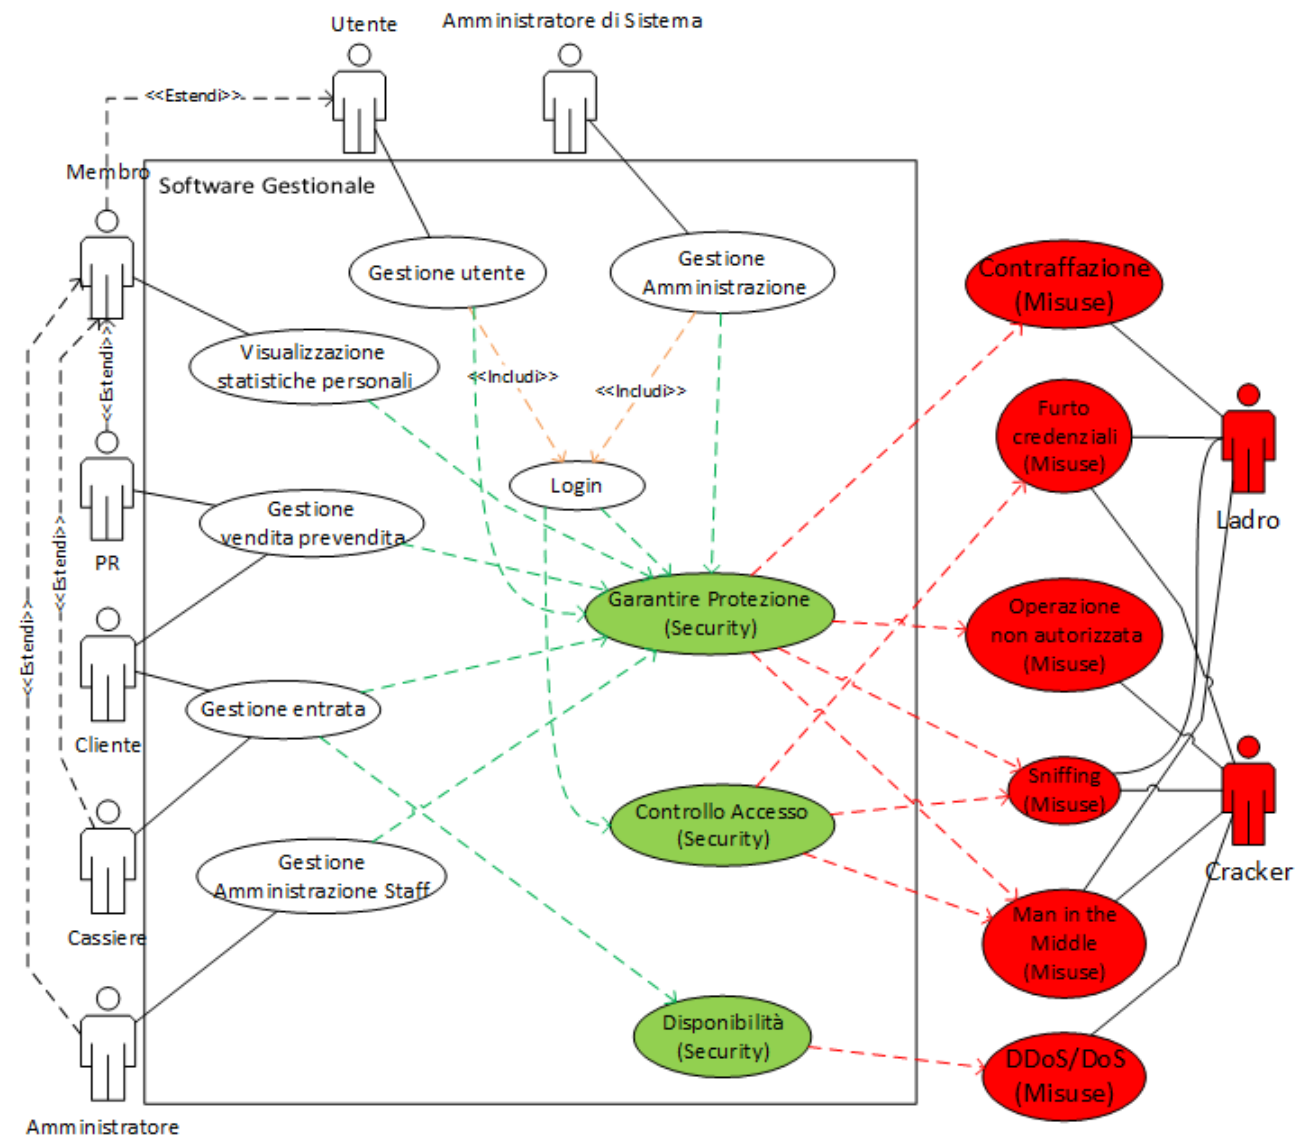 Utente
Amministratore di Sistema
<<Estendi>>
Membro
Software Gestionale
Gestione utente
Gestione
Amministrazione
Visualizzazione
statistiche personali
<<Includi>>
<<Includi>>
Login
<<Estendi>>
<<Estendi>>
<<Estendi>>
PR
Gestione
vendita prevendita
Cliente
Gestione entrata
Cassiere
Gestione
Amministrazione Staff
Amministratore
Garantire Protezione
(Security)
Controllo Accesso
(Security)
Disponibilità
(Security)
Contraffazione
(Misuse)
Furto
credenziali
(Misuse)
Operazione
non autorizzata
(Misuse)
Sniffing
(Misuse)
Man in the
Middle
(Misuse)
DDoS/DoS
(Misuse)
Ladro
Cracker